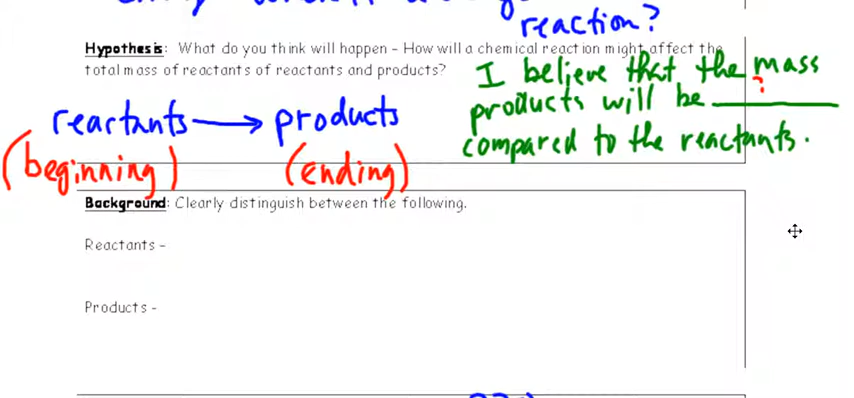 reaction?
Hypothesis: What do you think will happen – How will a chemical reaction might affect the
total mass of reactants of reactants and products?
I believe that the mass
?
products will be ________
compared to the reactants.
reactants → products
(beginning) (ending)
Background: Clearly distinguish between the following.
Reactants –
Products –